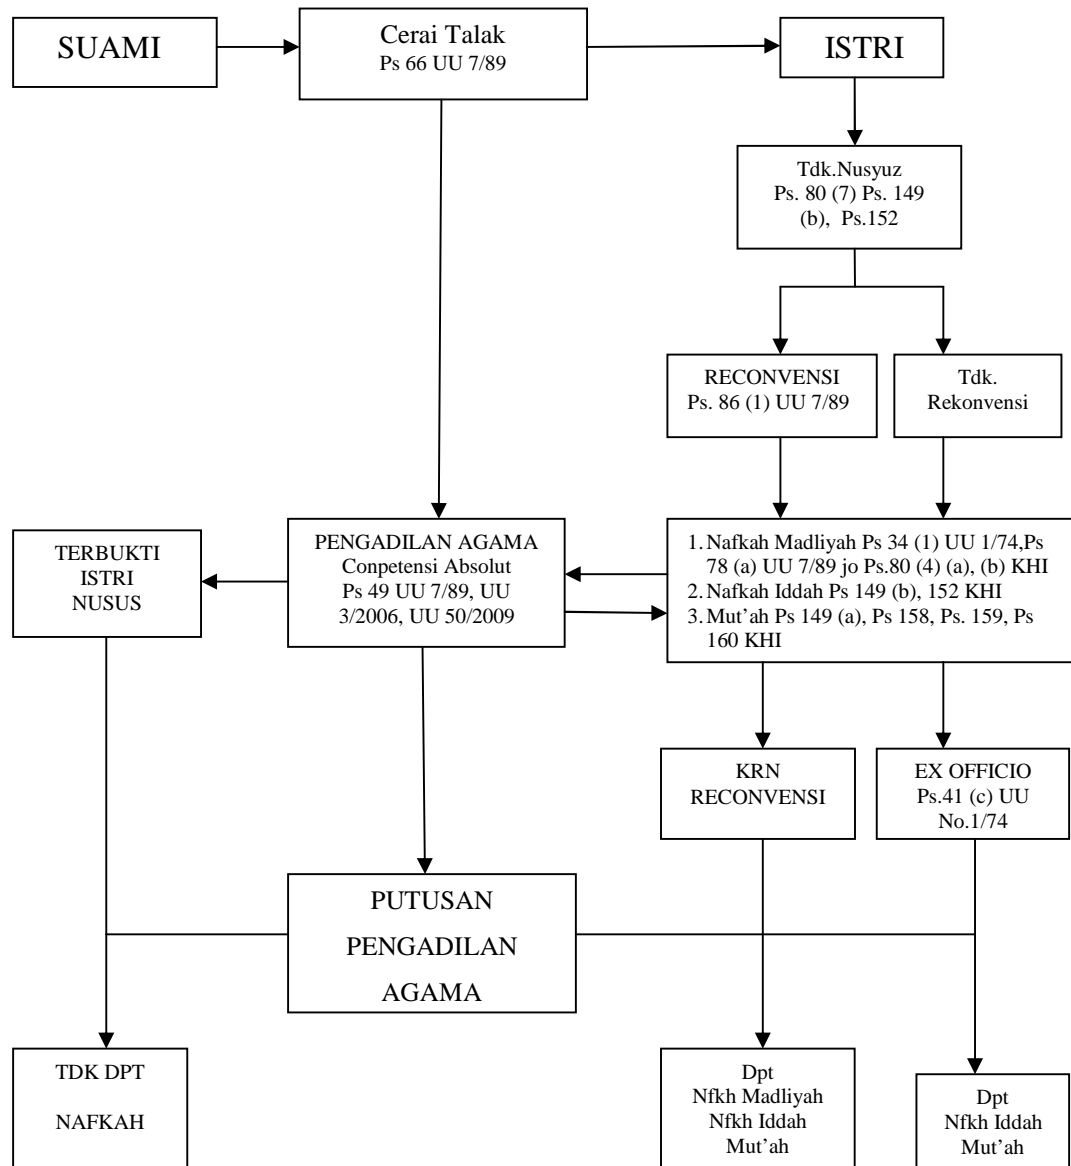 SUAMI
Cerai Talak
Ps 66 UU 7/89
ISTRI
Tdk.Nusyuz
Ps. 80 (7) Ps. 149
(b), Ps.152
RECONVENSI
Ps. 86 (1) UU 7/89
Tdk.
Rekonvensi
TERBUKTI
ISTRI
NUSUS
PENGADILAN AGAMA
Conpetensi Absolut
Ps 49 UU 7/89, UU
3/2006, UU 50/2009
1. Nafkah Madliyah Ps 34 (1) UU 1/74,Ps
78 (a) UU 7/89 jo Ps.80 (4) (a), (b) KHI
2. Nafkah Iddah Ps 149 (b), 152 KHI
3. Mut’ah Ps 149 (a), Ps 158, Ps. 159, Ps
160 KHI
KRN
RECONVENSI
EX OFFICIO
Ps.41 (c) UU
No.1/74
PUTUSAN
PENGADILAN
AGAMA
TDK DPT
NAFKAH
Dpt
Nfkh Madliyah
Nfkh Iddah
Mut’ah
Dpt
Nfkh Iddah
Mut’ah